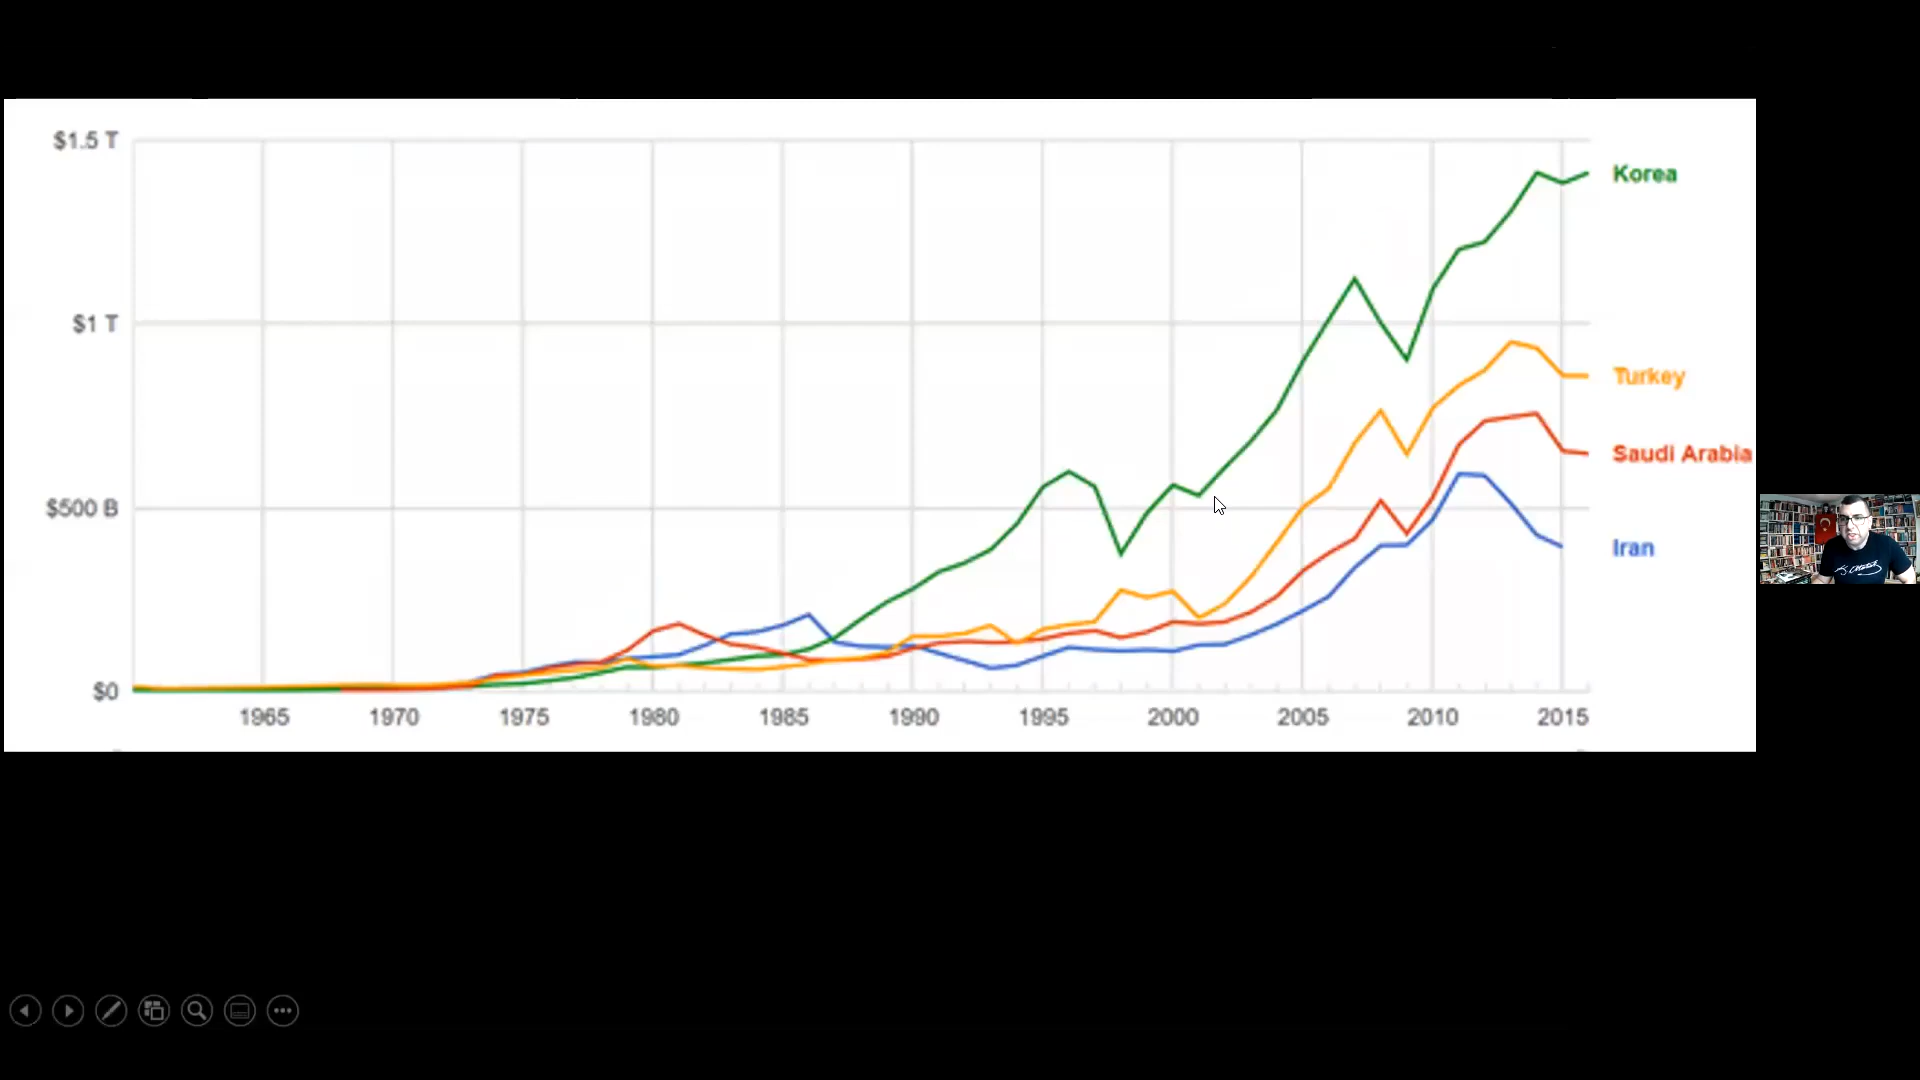 $1.5 T
Korea
$1 T
Turkey
Saudi Arabia
$500 B
Iran
$0
1965 1970 1975 1980 1985 1990 1995 2000 2005 2010 2015